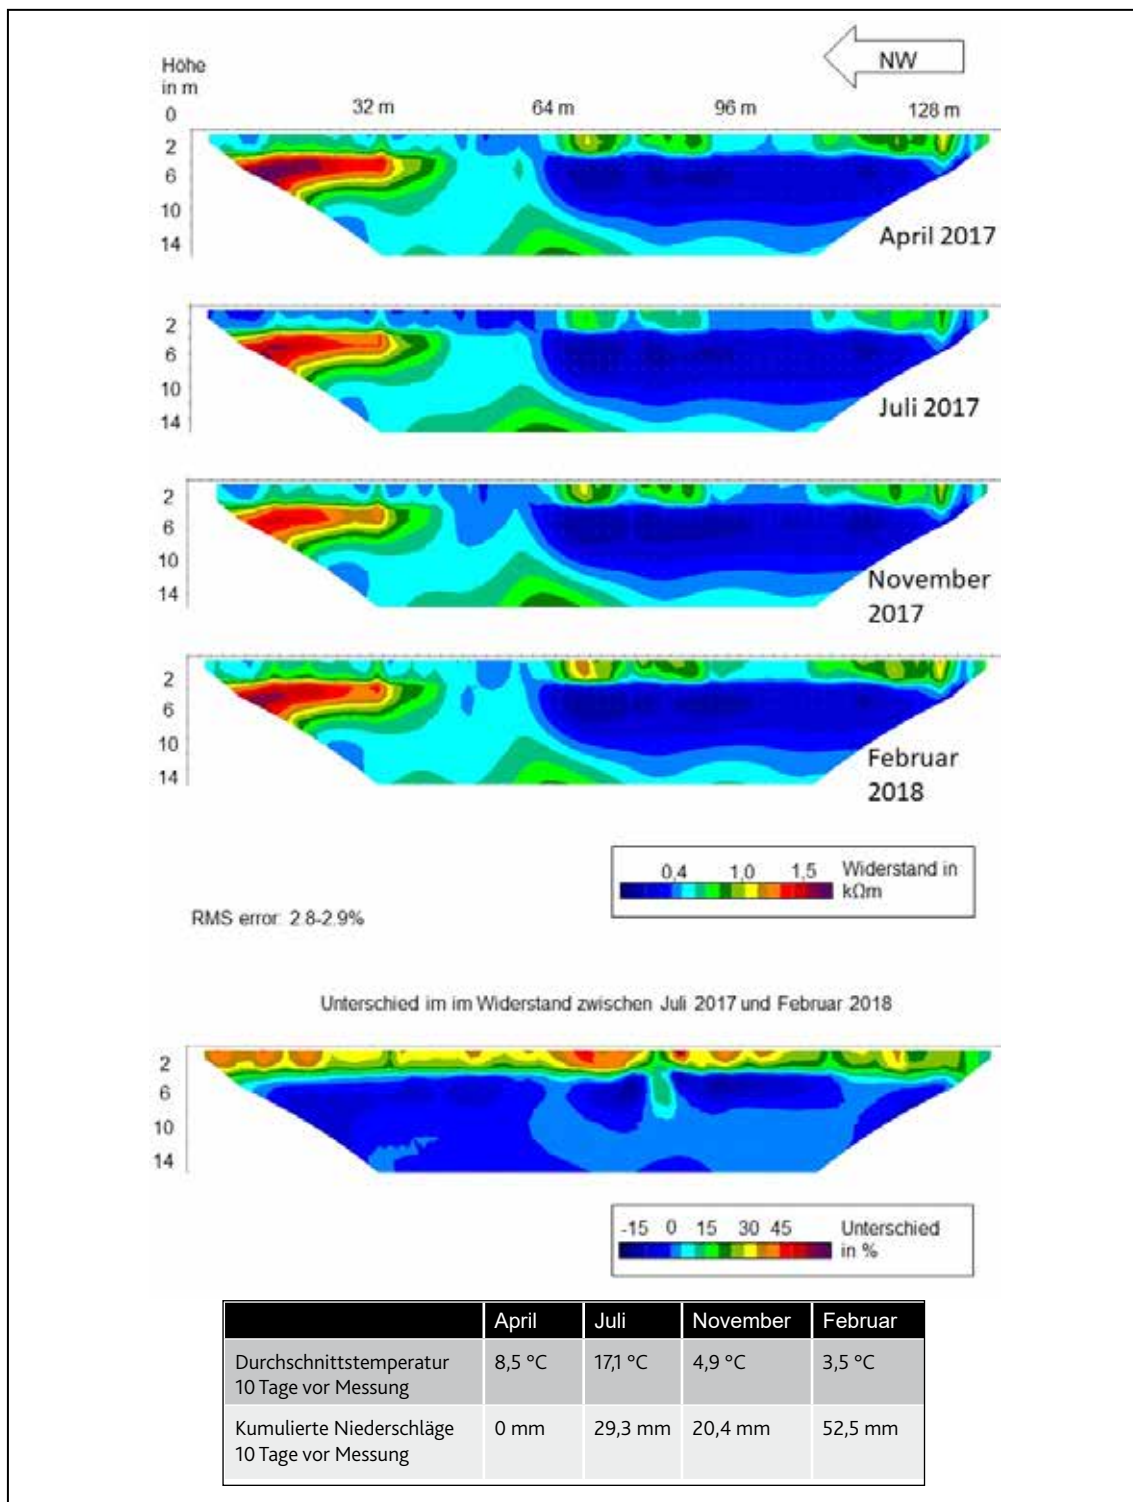 NW
Höhe
in m
0 32 m 64 m 96 m 128 m
2
6
10
14
April 2017
2
6
10
14
Juli 2017
2
6
10
14
November
2017
2
6
10
14
Februar
2018
0,4 1,0 1,5 Widerstand in
kΩm
RMS error: 2.8-2.9%
Unterschied im im Widerstand zwischen Juli 2017 und Februar 2018
2
6
10
14
-15 0 15 30 45 Unterschied
in %
April Juli November Februar
Durchschnittstemperatur
10 Tage vor Messung
8,5 °C 17,1 °C 4,9 °C 3,5 °C
Kumulierte Niederschläge
10 Tage vor Messung
0 mm 29,3 mm 20,4 mm 52,5 mm